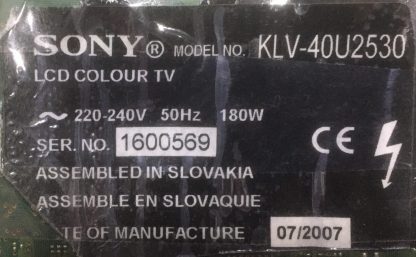 SONY® MODEL NO. KLV-40U2530
LCD COLOUR TV
~ 220-240V 50Hz 180W
SER. NO. 1600569
ASSEMBLED IN SLOVAKIA
ASSEMBLE EN SLOVAQUIE
TE OF MANUFACTURE 07/2007
CE